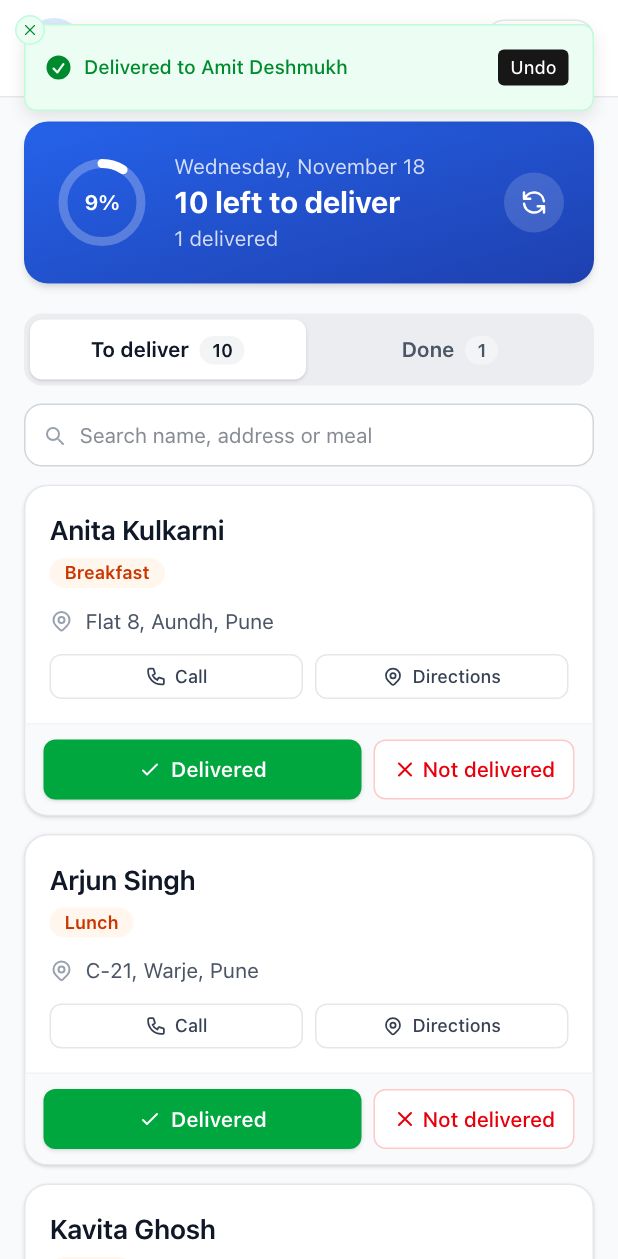 Delivered to Amit Deshmukh
Undo
Wednesday, November 18
9%
10 left to deliver
1 delivered
To deliver 10
Done 1
Search name, address or meal
Anita Kulkarni
Breakfast
Flat 8, Aundh, Pune
Call
Directions
Delivered
Not delivered
Arjun Singh
Lunch
C-21, Warje, Pune
Call
Directions
Delivered
Not delivered
Kavita Ghosh